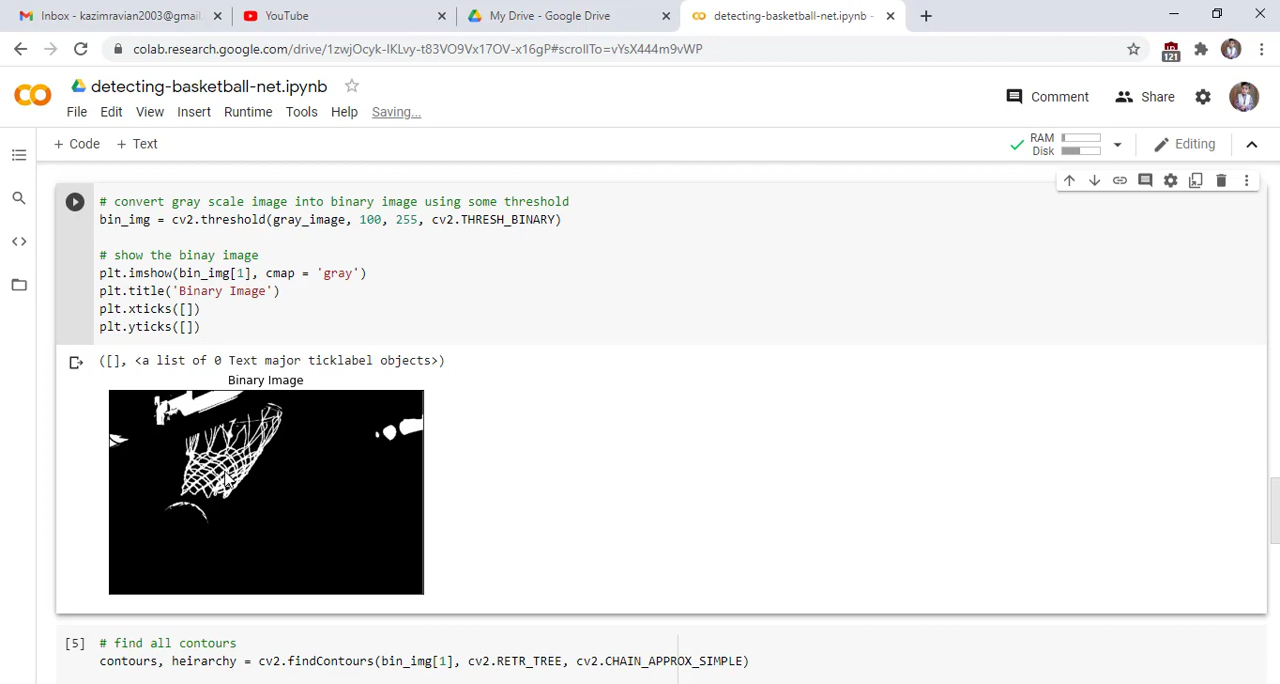 Inbox - kazimravian2003@gmail.
YouTube
My Drive - Google Drive
detecting-basketball-net.ipynb -
colab.research.google.com/drive/1zwjOcyk-IKLvy-t83VO9Vx17OV-x16gP#scrollTo=vYsX444m9vWP
121
detecting-basketball-net.ipynb
Comment
Share
File Edit View Insert Runtime Tools Help Saving...
+ Code + Text
RAM
Disk
Editing
# convert gray scale image into binary image using some threshold
bin_img = cv2.threshold(gray_image, 100, 255, cv2.THRESH_BINARY)
# show the binay image
plt.imshow(bin_img[1], cmap = 'gray')
plt.title('Binary Image')
plt.xticks([])
plt.yticks([])
([], <a list of 0 Text major ticklabel objects>)
Binary Image
[5] # find all contours
contours, heirarchy = cv2.findContours(bin_img[1], cv2.RETR_TREE, cv2.CHAIN_APPROX_SIMPLE)